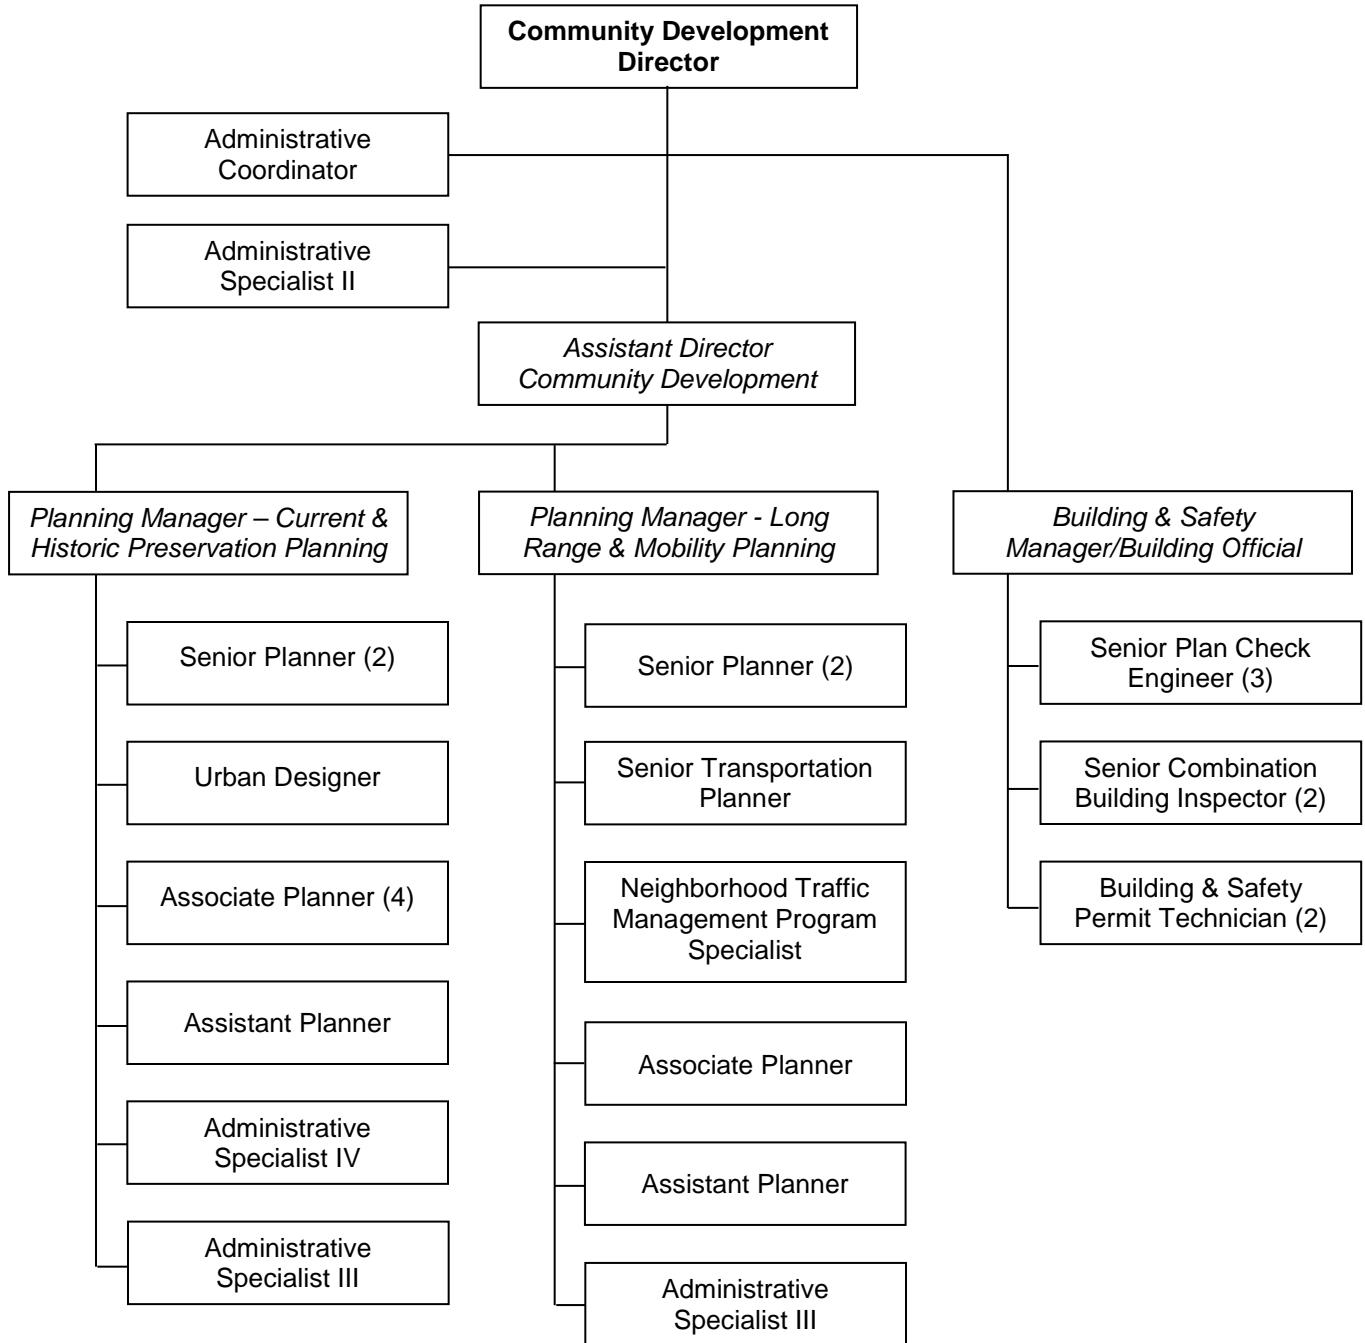 Community Development
Director
Administrative
Coordinator
Administrative
Specialist II
Assistant Director
Community Development
Planning Manager – Current &
Historic Preservation Planning
Senior Planner (2)
Urban Designer
Associate Planner (4)
Assistant Planner
Administrative
Specialist IV
Administrative
Specialist III
Planning Manager - Long
Range & Mobility Planning
Senior Planner (2)
Senior Transportation
Planner
Neighborhood Traffic
Management Program
Specialist
Associate Planner
Assistant Planner
Administrative
Specialist III
Building & Safety
Manager/Building Official
Senior Plan Check
Engineer (3)
Senior Combination
Building Inspector (2)
Building & Safety
Permit Technician (2)